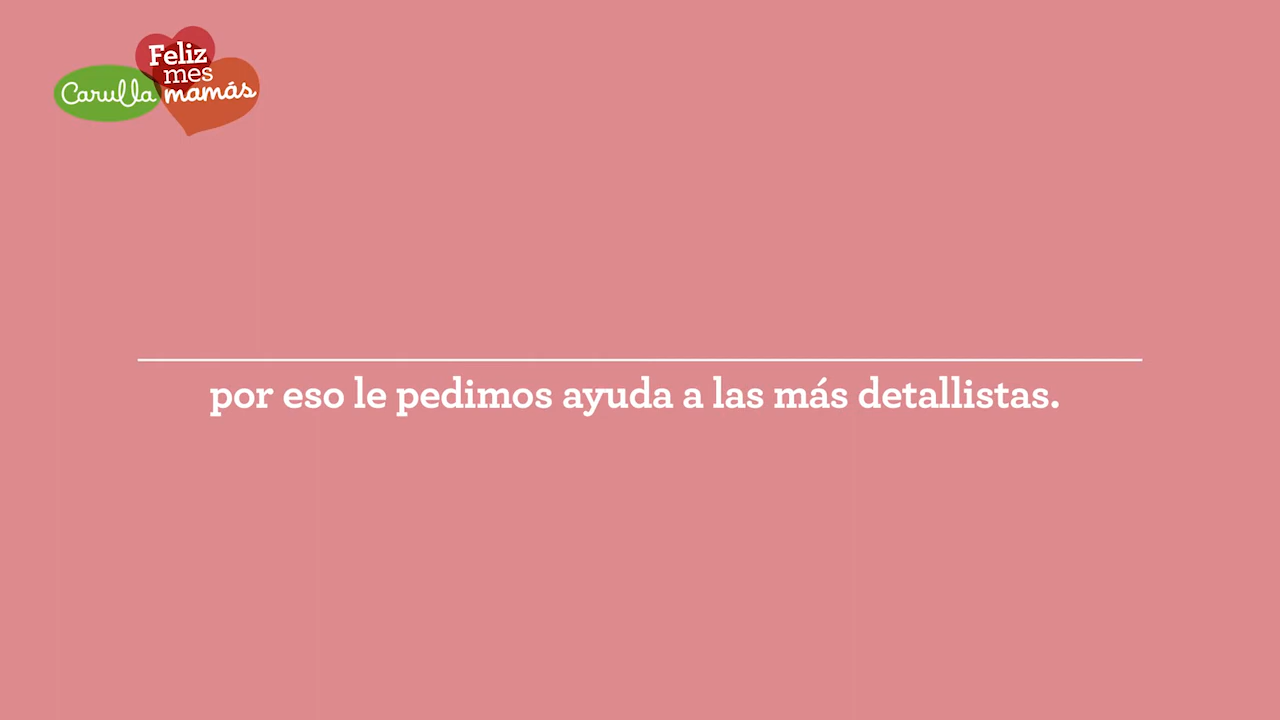 Feliz
mes
mamás
Carulla
por eso le pedimos ayuda a las más detallistas.